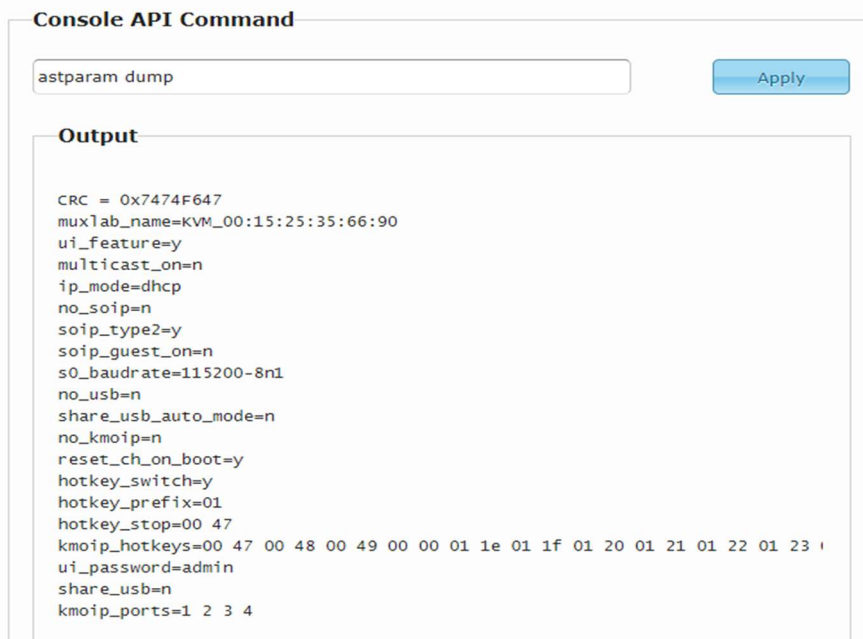 Console API Command
astparam dump
Apply
Output
CRC = 0x7474F647
muxlab_name=KVM_00:15:25:35:66:90
ui_feature=y
multicast_on=n
ip_mode=dhcp
no_soip=n
soip_type2=y
soip_guest_on=n
s0_baudrate=115200-8n1
no_usb=n
share_usb_auto_mode=n
no_kmoip=n
reset_ch_on_boot=y
hotkey_switch=y
hotkey_prefix=01
hotkey_stop=00 47
kmoip_hotkeys=00 47 00 48 00 49 00 00 01 1e 01 1f 01 20 01 21 01 22 01 23
ui_password=admin
share_usb=n
kmoip_ports=1 2 3 4